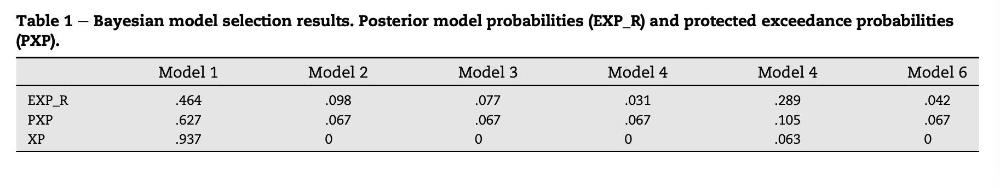 Table 1 – Bayesian model selection results. Posterior model probabilities (EXP_R) and protected exceedance probabilities
(PXP).
Model 1 Model 2 Model 3 Model 4 Model 4 Model 6
EXP_R .464 .098 .077 .031 .289 .042
PXP .627 .067 .067 .067 .105 .067
XP .937 0 0 0 .063 0